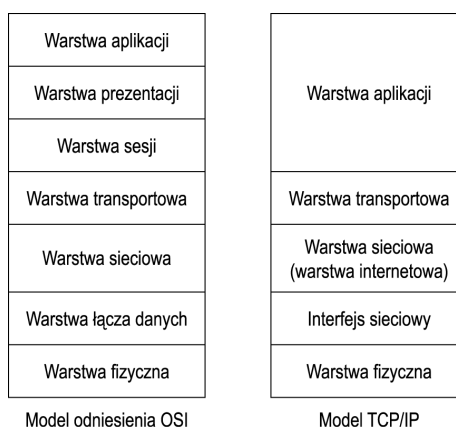 Warstwa aplikacji
Warstwa prezentacji
Warstwa sesji
Warstwa transportowa
Warstwa sieciowa
Warstwa łącza danych
Warstwa fizyczna
Model odniesienia OSI
Warstwa aplikacji
Warstwa transportowa
Warstwa sieciowa
(warstwa internetowa)
Interfejs sieciowy
Warstwa fizyczna
Model TCP/IP